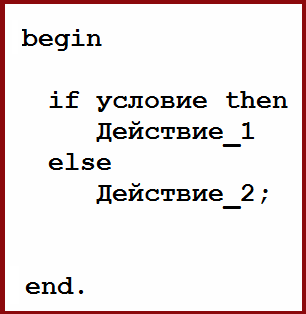 begin
if условие then
Действие_1
else
Действие_2;
end.